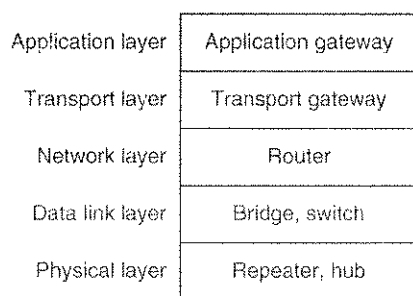 Application layer Application gateway
Transport layer Transport gateway
Network layer Router
Data link layer Bridge, switch
Physical layer Repeater, hub